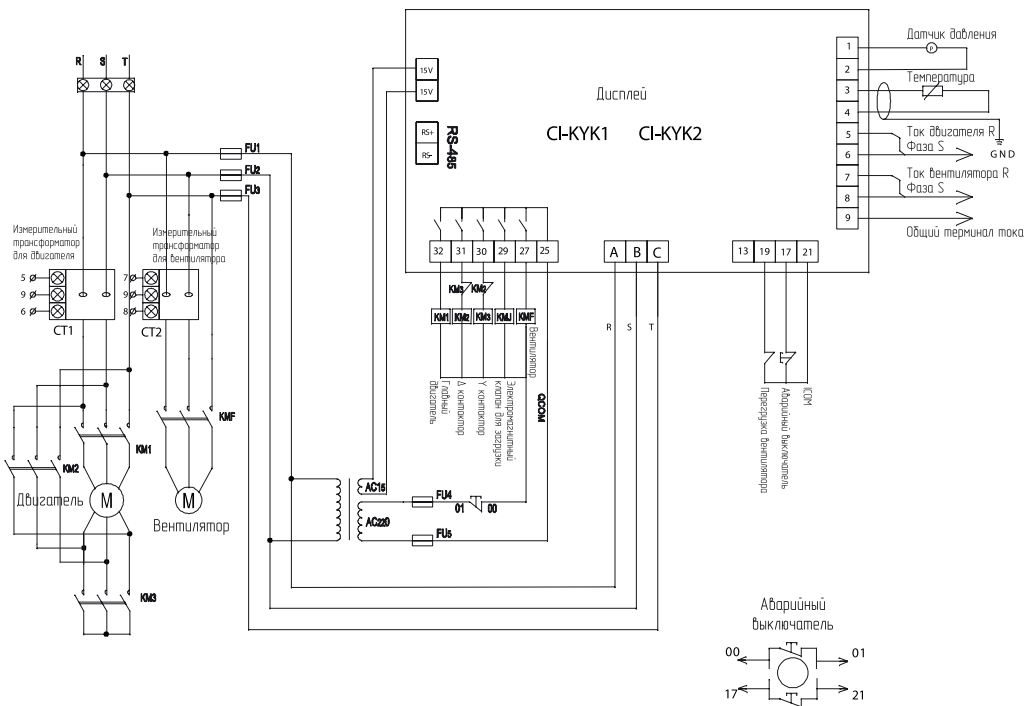 R S T
15V
15V
RS+
RS-
RS-485
Дисплей
CI-KYK1 CI-KYK2
1
2
3
4
5
6
7
8
9
Датчик давления
P
Температура
GND
Ток двигателя R
Фаза S
Ток вентилятора R
Фаза S
Общий терминал тока
FU1
FU2
FU3
Измерительный
трансформатор
для двигателя
5
9
6
CT1
Измерительный
трансформатор
для вентилятора
7
9
8
CT2
32 31 30 29 27 25
A B C
13 19 17 21
KM3 KM2
KM1 KM2 KM3 KMJ KMF
Главный
двигатель
Δ контактор
Y контактор
Электромагнитный
клапан для загрузки
Вентилятор
QCOM
R S T
Перегрузка вентилятора
Аварийный выключатель
IICOM
KM1
KM2
KMF
Двигатель
M
Вентилятор
M
KM3
AC15
AC220
FU4
01 00
FU5
Аварийный
выключатель
00 01
17 21